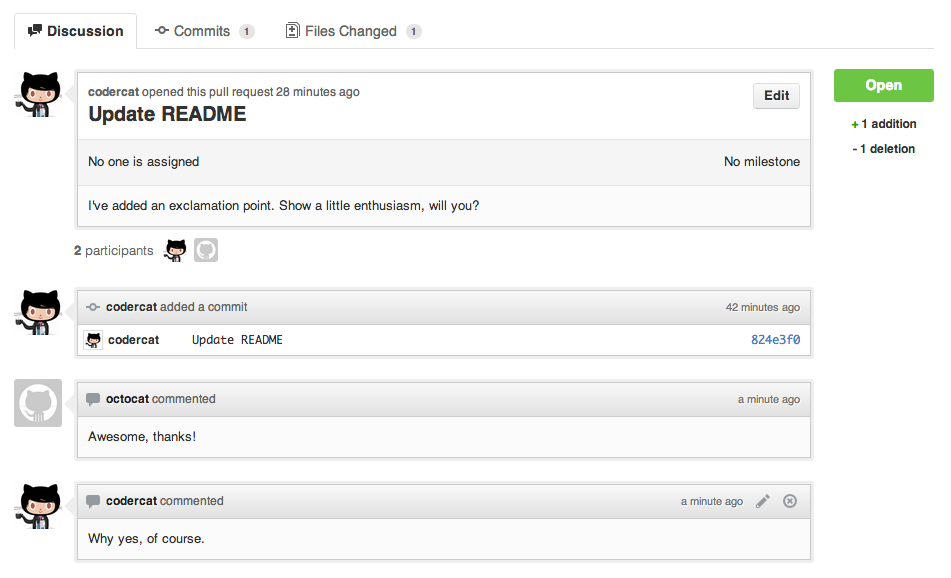 Discussion Commits 1 Files Changed 1
codercat opened this pull request 28 minutes ago
Edit
Update README
Open
+ 1 addition
- 1 deletion
No one is assigned No milestone
I've added an exclamation point. Show a little enthusiasm, will you?
2 participants
codercat added a commit 42 minutes ago
codercat Update README 824e3f0
octocat commented a minute ago
Awesome, thanks!
codercat commented a minute ago
Why yes, of course.